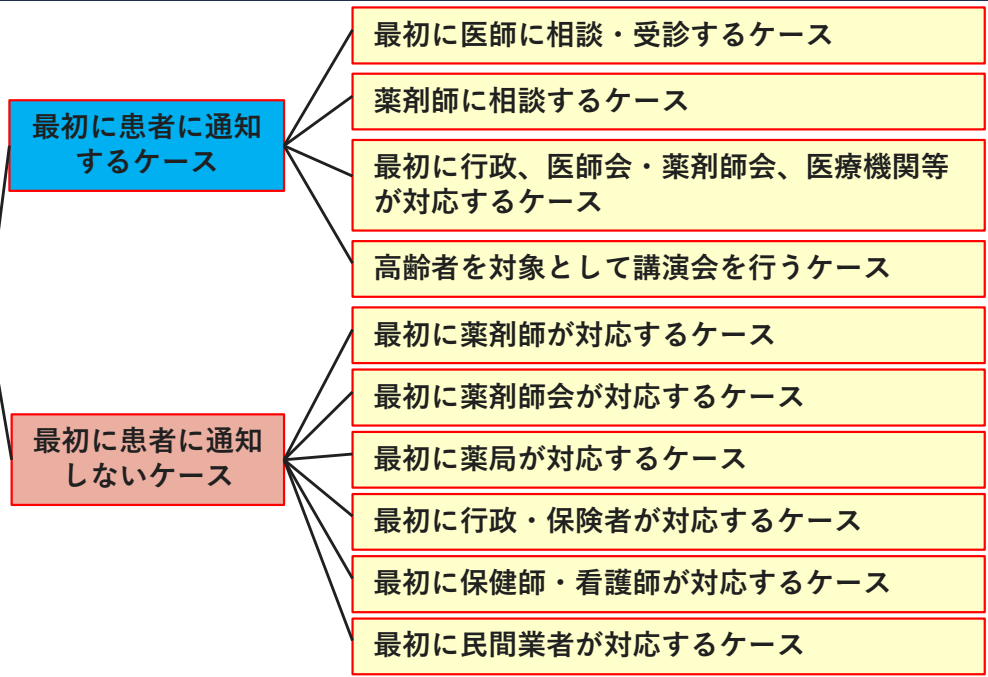 最初に患者に通知
するケース
最初に医師に相談・受診するケース
薬剤師に相談するケース
最初に行政、医師会・薬剤師会、医療機関等
が対応するケース
高齢者を対象として講演会を行うケース
最初に患者に通知
しないケース
最初に薬剤師が対応するケース
最初に薬剤師会が対応するケース
最初に薬局が対応するケース
最初に行政・保険者が対応するケース
最初に保健師・看護師が対応するケース
最初に民間業者が対応するケース